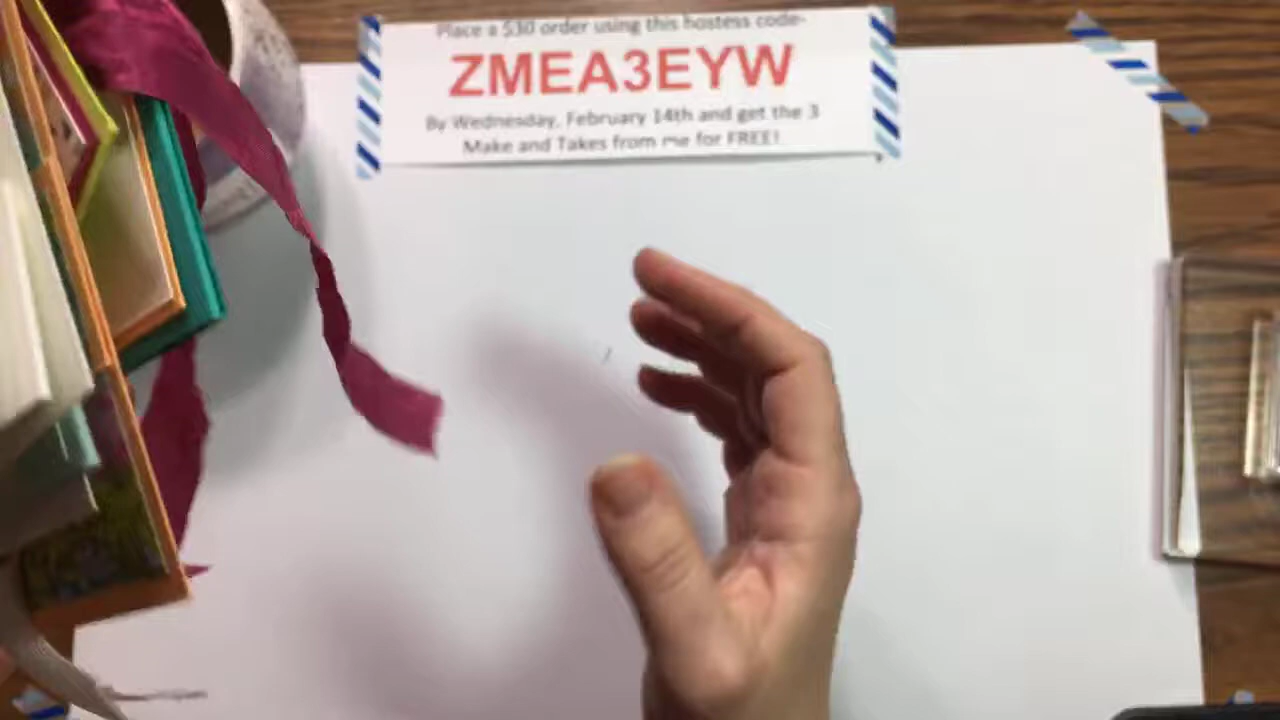 Place a $30 order using this hostess code-
ZMEA3EYW
By Wednesday, February 14th and get the 3
Make and Takes from me for FREE!